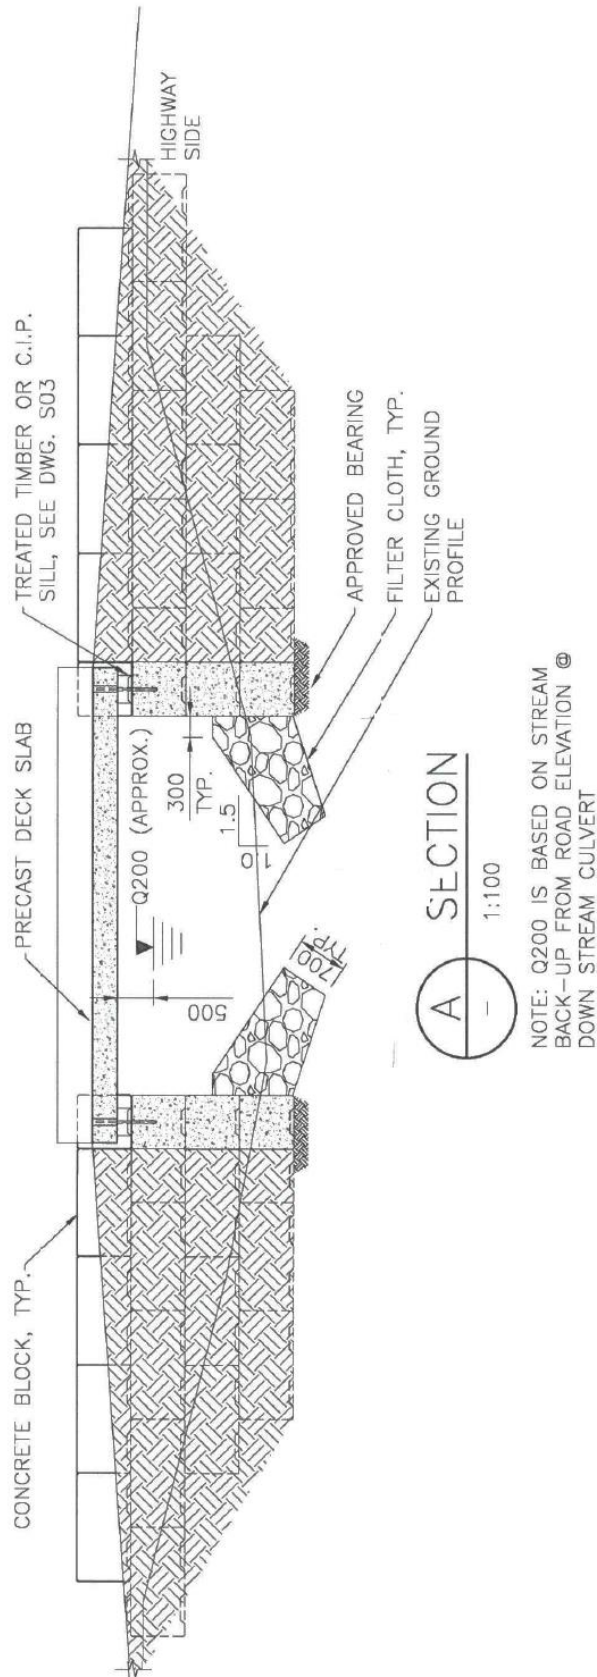 CONCRETE BLOCK, TYP.
PRECAST DECK SLAB
TREATED TIMBER OR C.I.P.
SILL, SEE DWG. S03
HIGHWAY
SIDE
Q200 (APPROX.)
500
300
TYP.
1.5
1.0
700
TYP.
APPROVED BEARING
FILTER CLOTH, TYP.
EXISTING GROUND
PROFILE
A
-
SECTION
1:100
NOTE: Q200 IS BASED ON STREAM
BACK-UP FROM ROAD ELEVATION @
DOWN STREAM CULVERT